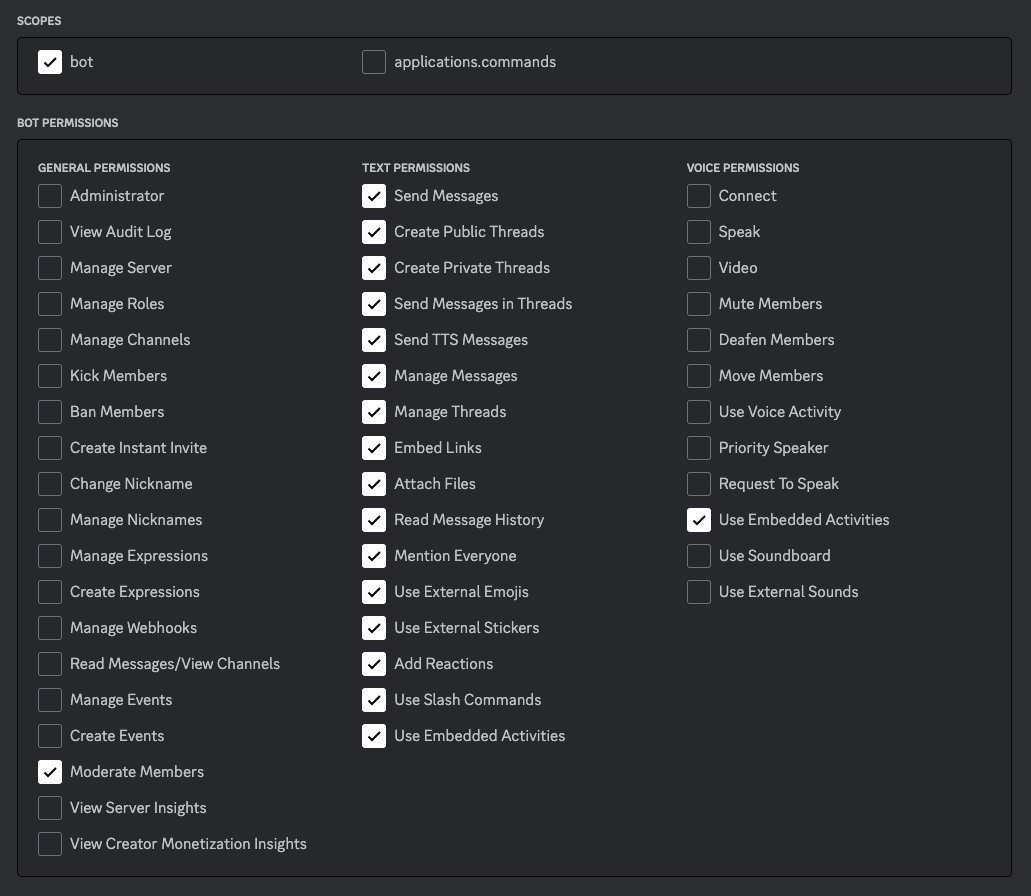 SCOPES
bot
applications.commands
BOT PERMISSIONS
GENERAL PERMISSIONS
Administrator
View Audit Log
Manage Server
Manage Roles
Manage Channels
Kick Members
Ban Members
Create Instant Invite
Change Nickname
Manage Nicknames
Manage Expressions
Create Expressions
Manage Webhooks
Read Messages/View Channels
Manage Events
Create Events
Moderate Members
View Server Insights
View Creator Monetization Insights
TEXT PERMISSIONS
Send Messages
Create Public Threads
Create Private Threads
Send Messages in Threads
Send TTS Messages
Manage Messages
Manage Threads
Embed Links
Attach Files
Read Message History
Mention Everyone
Use External Emojis
Use External Stickers
Add Reactions
Use Slash Commands
Use Embedded Activities
VOICE PERMISSIONS
Connect
Speak
Video
Mute Members
Deafen Members
Move Members
Use Voice Activity
Priority Speaker
Request To Speak
Use Embedded Activities
Use Soundboard
Use External Sounds